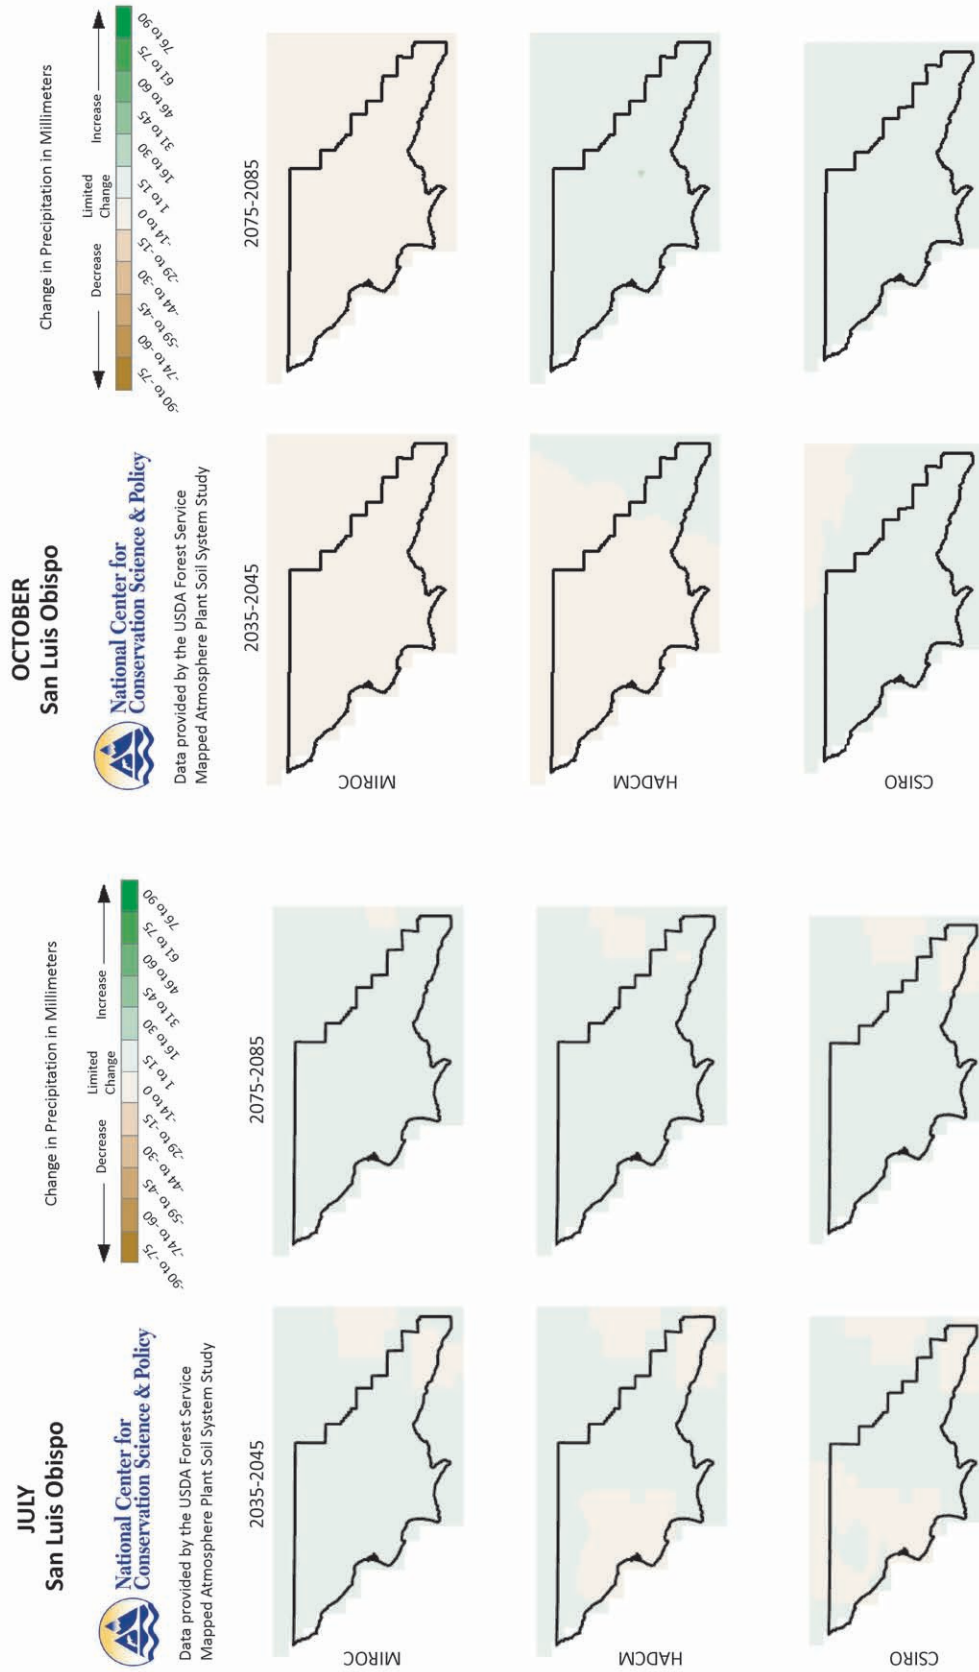 JULY
San Luis Obispo
National Center for
Conservation Science & Policy
Data provided by the USDA Forest Service
Mapped Atmosphere Plant Soil System Study
Change in Precipitation in Millimeters
Decrease
Limited
Change
Increase
-90 to -75
-74 to -60
-59 to -45
-44 to -30
-29 to -15
-14 to 0
1 to 15
16 to 30
31 to 45
46 to 60
61 to 75
76 to 90
2035-2045
2075-2085
MIROC
HADCM
CSIRO
OCTOBER
San Luis Obispo
National Center for
Conservation Science & Policy
Data provided by the USDA Forest Service
Mapped Atmosphere Plant Soil System Study
Change in Precipitation in Millimeters
Decrease
Limited
Change
Increase
-90 to -75
-74 to -60
-59 to -45
-44 to -30
-29 to -15
-14 to 0
1 to 15
16 to 30
31 to 45
46 to 60
61 to 75
76 to 90
2035-2045
2075-2085
MIROC
HADCM
CSIRO